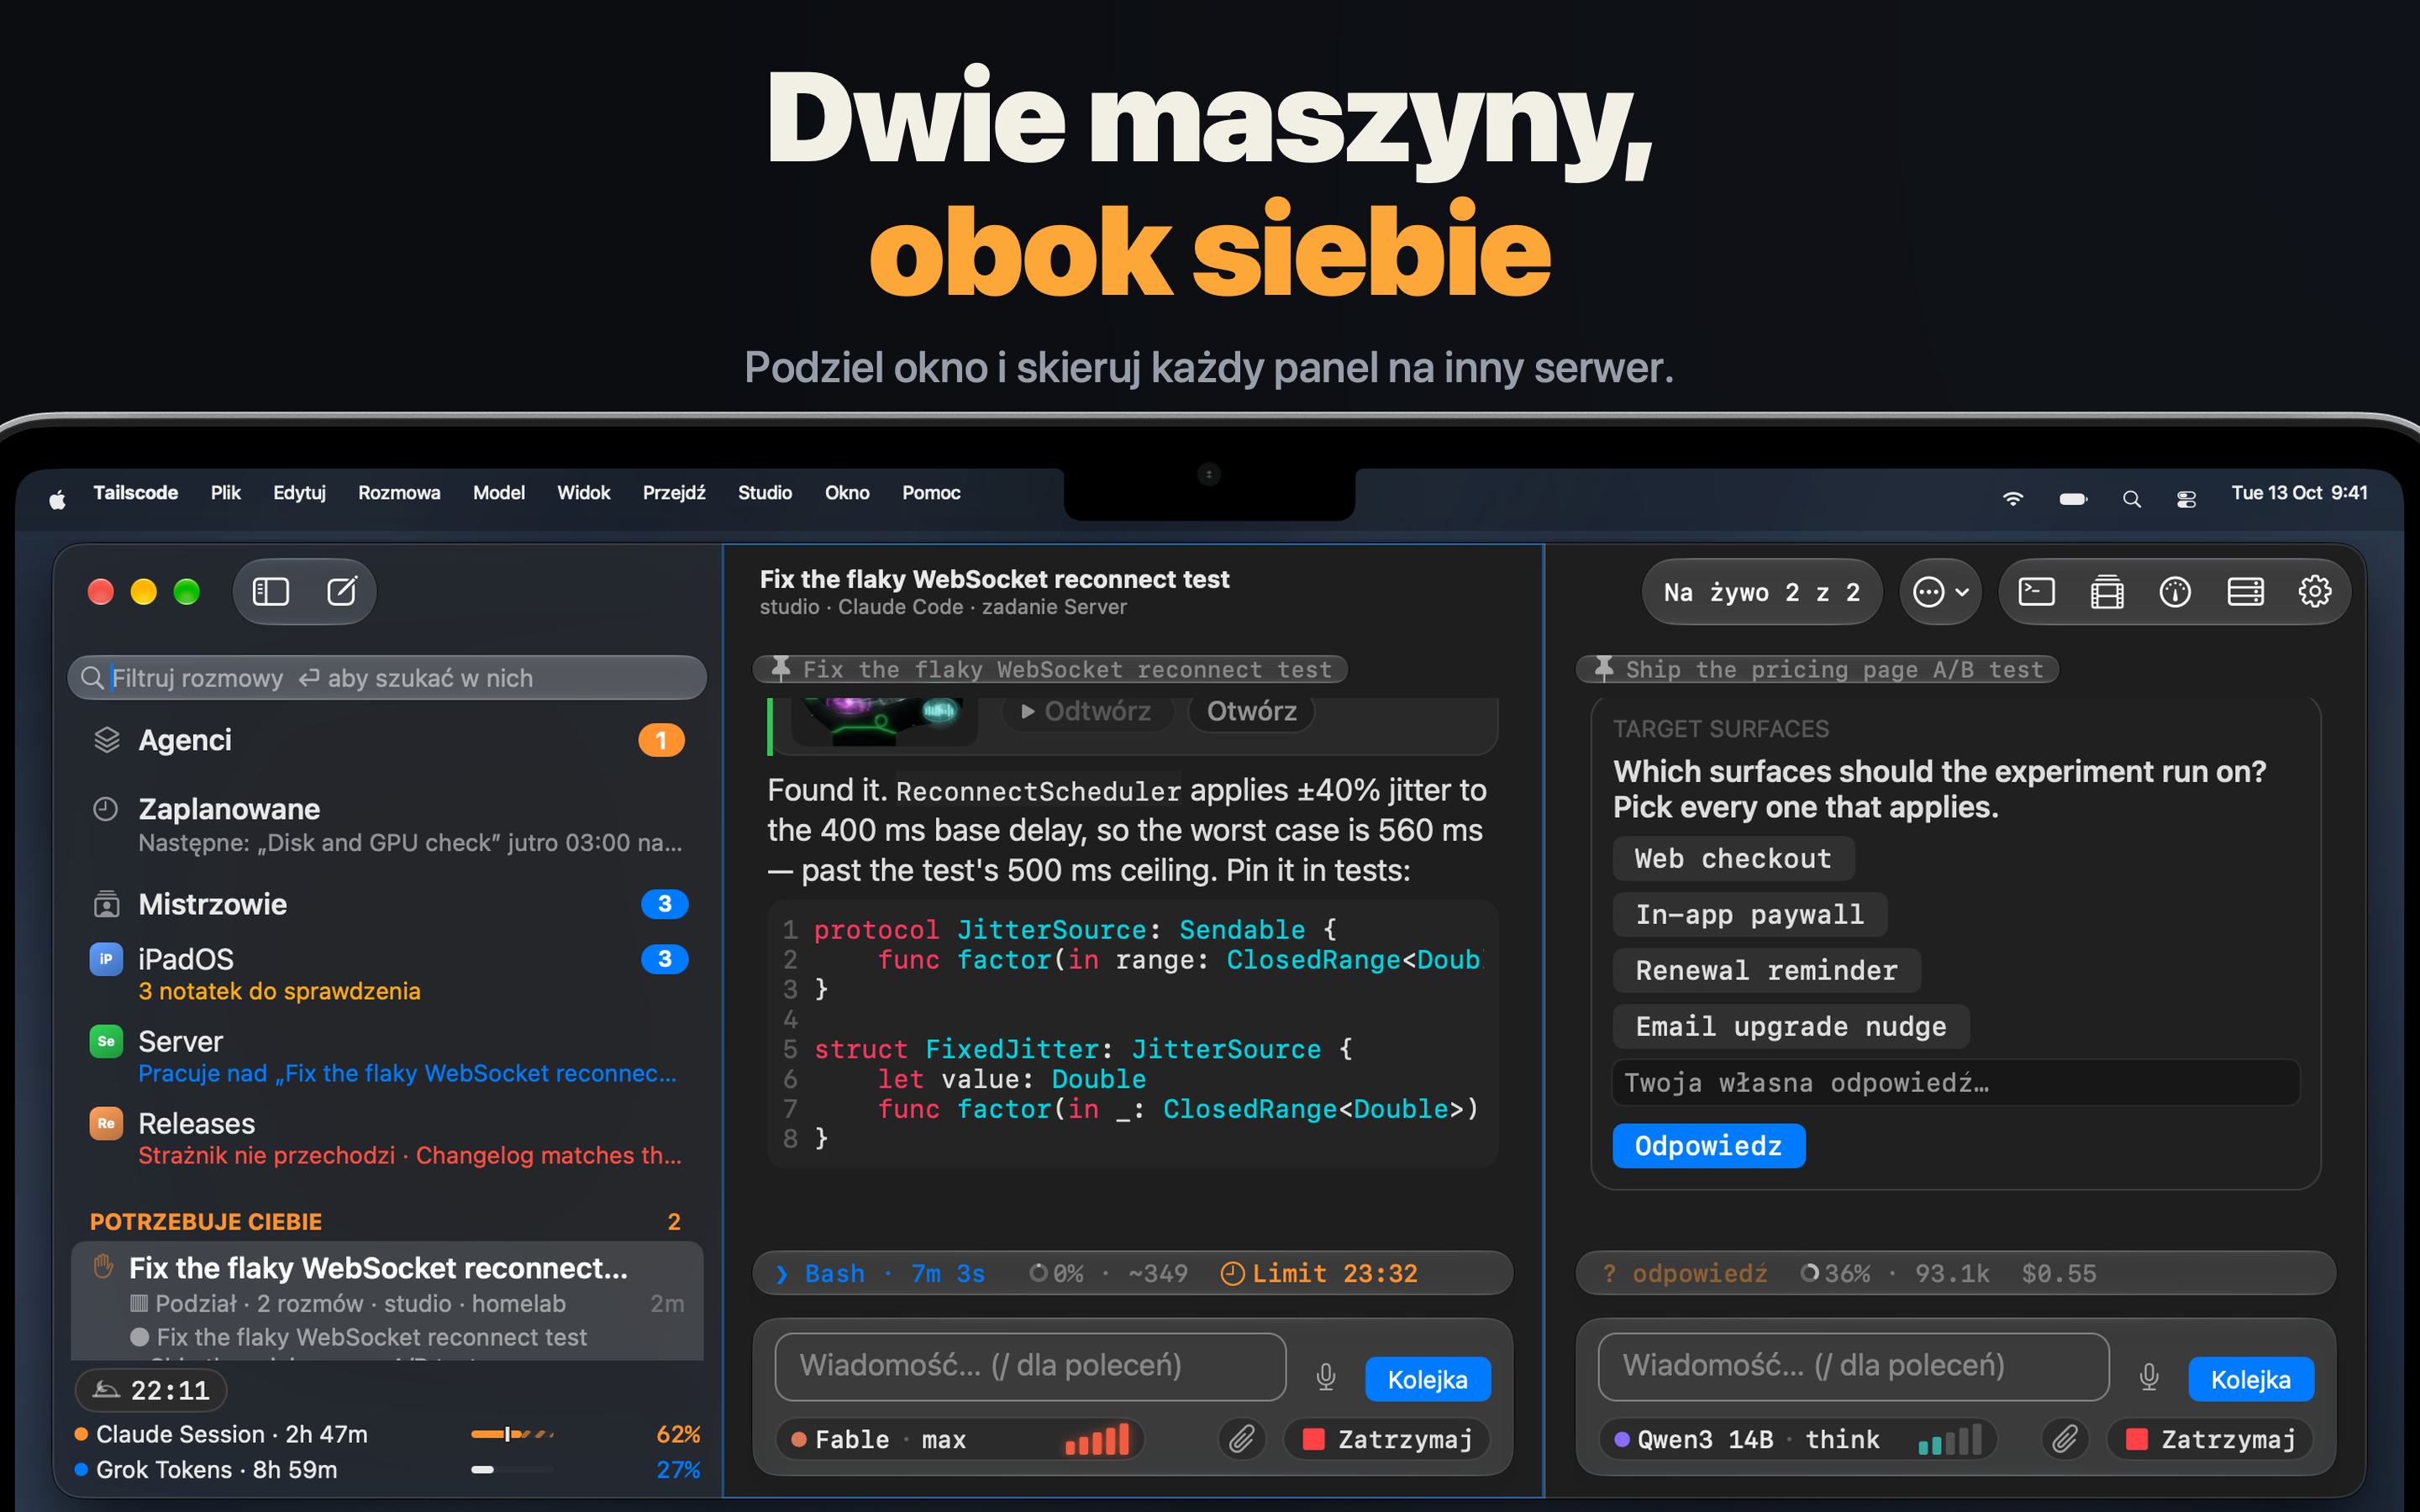 Dwie maszyny,
obok siebie
Podziel okno i skieruj każdy panel na inny serwer.
Tailscode Plik Edytuj Rozmowa Model Widok Przejdź Studio Okno Pomoc
Tue 13 Oct 9:41
Filtruj rozmowy ↩ aby szukać w nich
Agenci 1
Zaplanowane
Następne: „Disk and GPU check” jutro 03:00 na...
Mistrzowie 3
iP iPadOS 3
3 notatek do sprawdzenia
Se Server
Pracuje nad „Fix the flaky WebSocket reconnec...
Re Releases
Strażnik nie przechodzi · Changelog matches th...
POTRZEBUJE CIEBIE 2
Fix the flaky WebSocket reconnect...
Podział · 2 rozmów · studio · homelab 2m
Fix the flaky WebSocket reconnect test
22:11
Claude Session · 2h 47m 62%
Grok Tokens · 8h 59m 27%
Fix the flaky WebSocket reconnect test
studio · Claude Code · zadanie Server
Fix the flaky WebSocket reconnect test
Odtwórz Otwórz
Found it. ReconnectScheduler applies ±40% jitter to
the 400 ms base delay, so the worst case is 560 ms
— past the test's 500 ms ceiling. Pin it in tests:
1 protocol JitterSource: Sendable {
2 func factor(in range: ClosedRange<Doub
3 }
4
5 struct FixedJitter: JitterSource {
6 let value: Double
7 func factor(in _: ClosedRange<Double>)
8 }
❯ Bash · 7m 3s 0% · ~349 Limit 23:32
Wiadomość... (/ dla poleceń) Kolejka
Fable · max Zatrzymaj
Na żywo 2 z 2
Ship the pricing page A/B test
TARGET SURFACES
Which surfaces should the experiment run on?
Pick every one that applies.
Web checkout
In-app paywall
Renewal reminder
Email upgrade nudge
Twoja własna odpowiedź…
Odpowiedz
? odpowiedź 36% · 93.1k $0.55
Wiadomość... (/ dla poleceń) Kolejka
Qwen3 14B · think Zatrzymaj